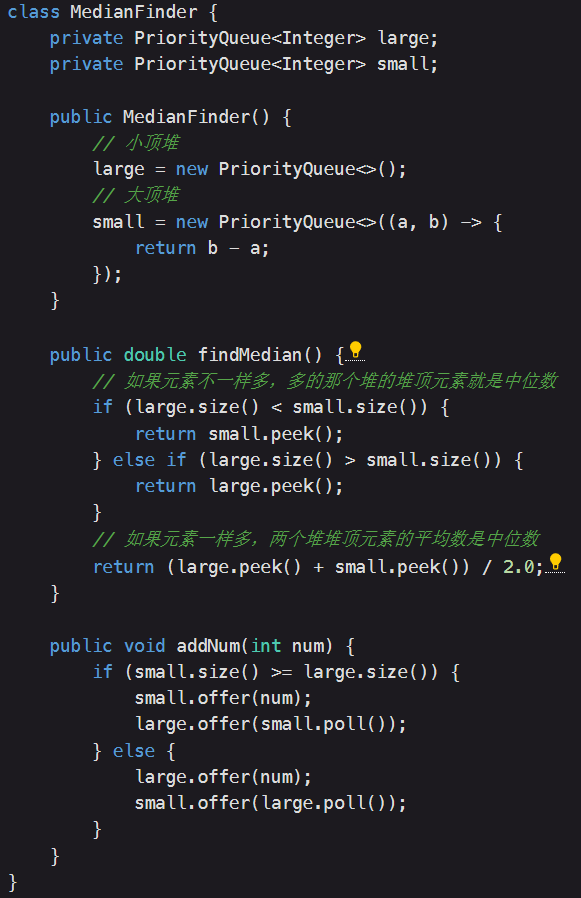 class MedianFinder {
    private PriorityQueue<Integer> large;
    private PriorityQueue<Integer> small;

    public MedianFinder() {
        // 小顶堆
        large = new PriorityQueue<>();
        // 大顶堆
        small = new PriorityQueue<>((a, b) -> {
            return b - a;
        });
    }

    public double findMedian() {
        // 如果元素不一样多，多的那个堆的堆顶元素就是中位数
        if (large.size() < small.size()) {
            return small.peek();
        } else if (large.size() > small.size()) {
            return large.peek();
        }
        // 如果元素一样多，两个堆堆顶元素的平均数是中位数
        return (large.peek() + small.peek()) / 2.0;
    }

    public void addNum(int num) {
        if (small.size() >= large.size()) {
            small.offer(num);
            large.offer(small.poll());
        } else {
            large.offer(num);
            small.offer(large.poll());
        }
    }
}